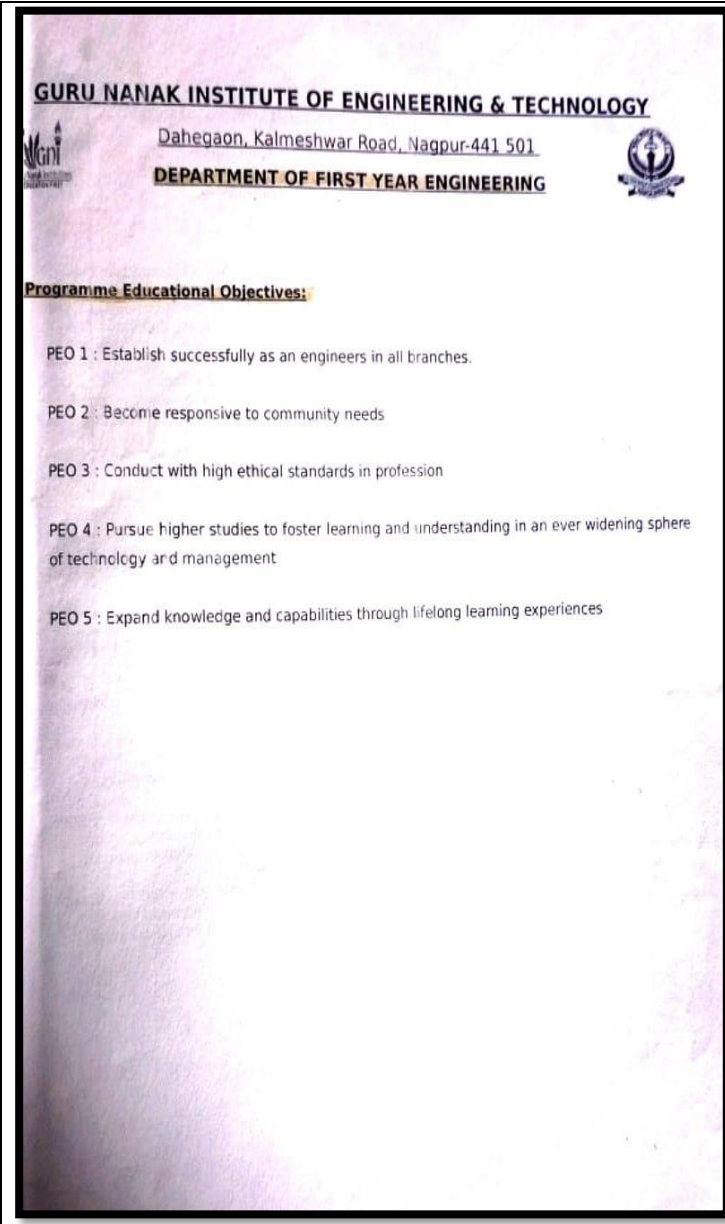 GURU NANAK INSTITUTE OF ENGINEERING & TECHNOLOGY
Dahegaon, Kalmeshwar Road, Nagpur-441 501
GNI
DEPARTMENT OF FIRST YEAR ENGINEERING
Programme Educational Objectives:
PEO 1 : Establish successfully as an engineers in all branches.
PEO 2 : Become responsive to community needs
PEO 3 : Conduct with high ethical standards in profession
PEO 4 : Pursue higher studies to foster learning and understanding in an ever widening sphere
of technology and management
PEO 5 : Expand knowledge and capabilities through lifelong learning experiences